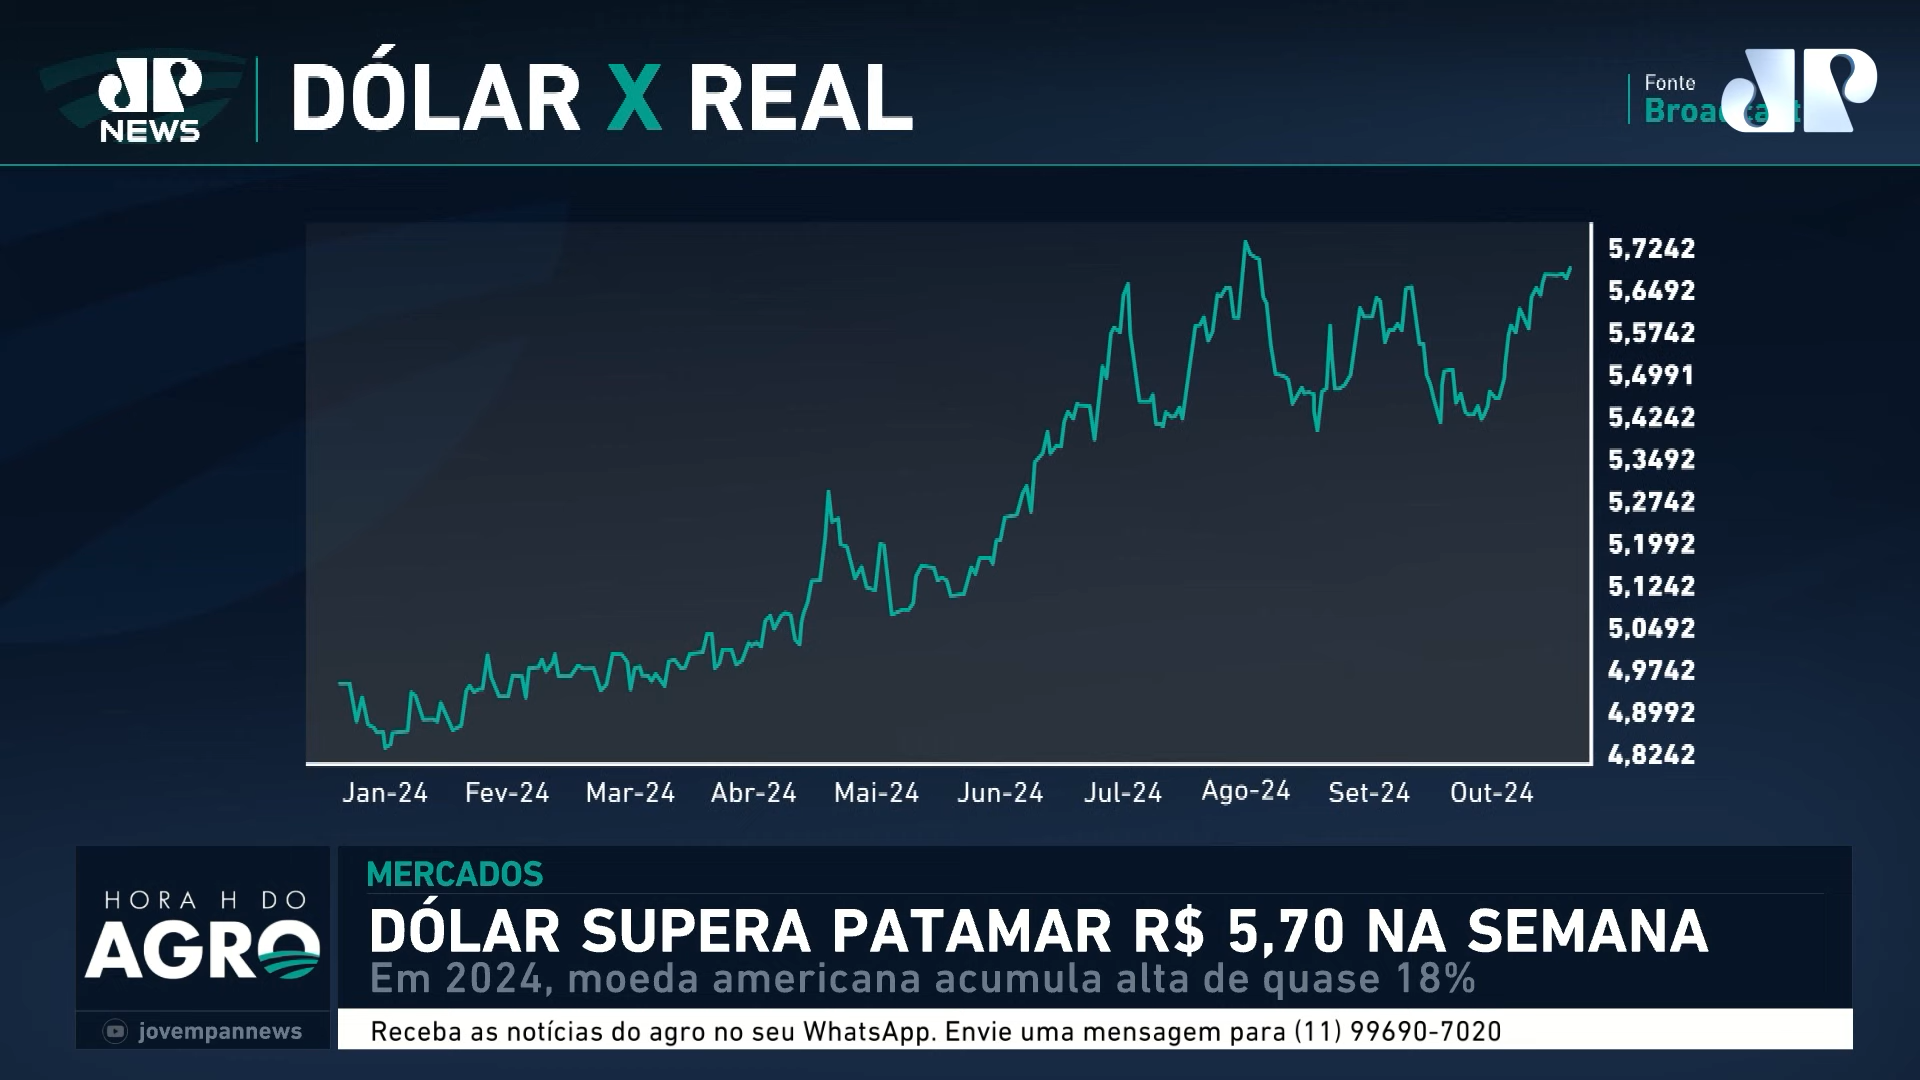 JP
NEWS
DÓLAR X REAL
Fonte
JP
5,7242
5,6492
5,5742
5,4991
5,4242
5,3492
5,2742
5,1992
5,1242
5,0492
4,9742
4,8992
4,8242
Jan-24 Fev-24 Mar-24 Abr-24 Mai-24 Jun-24 Jul-24 Ago-24 Set-24 Out-24
HORA H DO
AGRO
jovempannews
MERCADOS
DÓLAR SUPERA PATAMAR R$ 5,70 NA SEMANA
Em 2024, moeda americana acumula alta de quase 18%
Receba as notícias do agro no seu WhatsApp. Envie uma mensagem para (11) 99690-7020